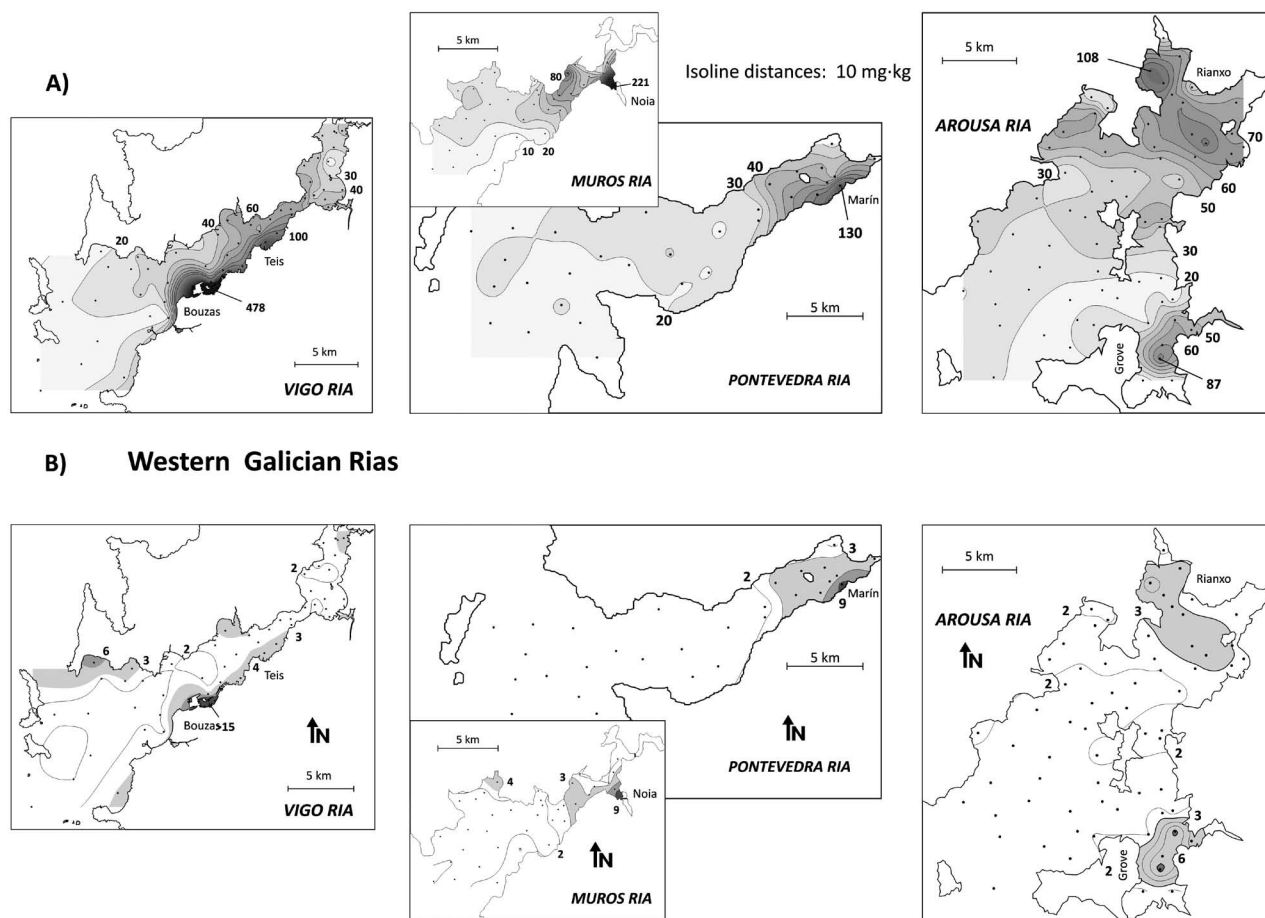 A)
5 km
80
221
Noia
10 20
MUROS RIA
Isoline distances: 10 mg·kg
5 km
108
Rianxo
AROUSA RIA
70
30
60
50
30
20
50
60
Grove
87
30
40
60
40
20
100
Teis
478
Bouzas
5 km
VIGO RIA
40
30
Marín
130
20
5 km
PONTEVEDRA RIA
B) Western Galician Rias
2
6
3
2
3
4
Teis
Bouzas
15
N
5 km
VIGO RIA
3
2
Marín
9
5 km
N
PONTEVEDRA RIA
5 km
4
3
Noia
9
2
N
MUROS RIA
5 km
Rianxo
AROUSA RIA
2
3
N
2
2
3
6
Grove
2